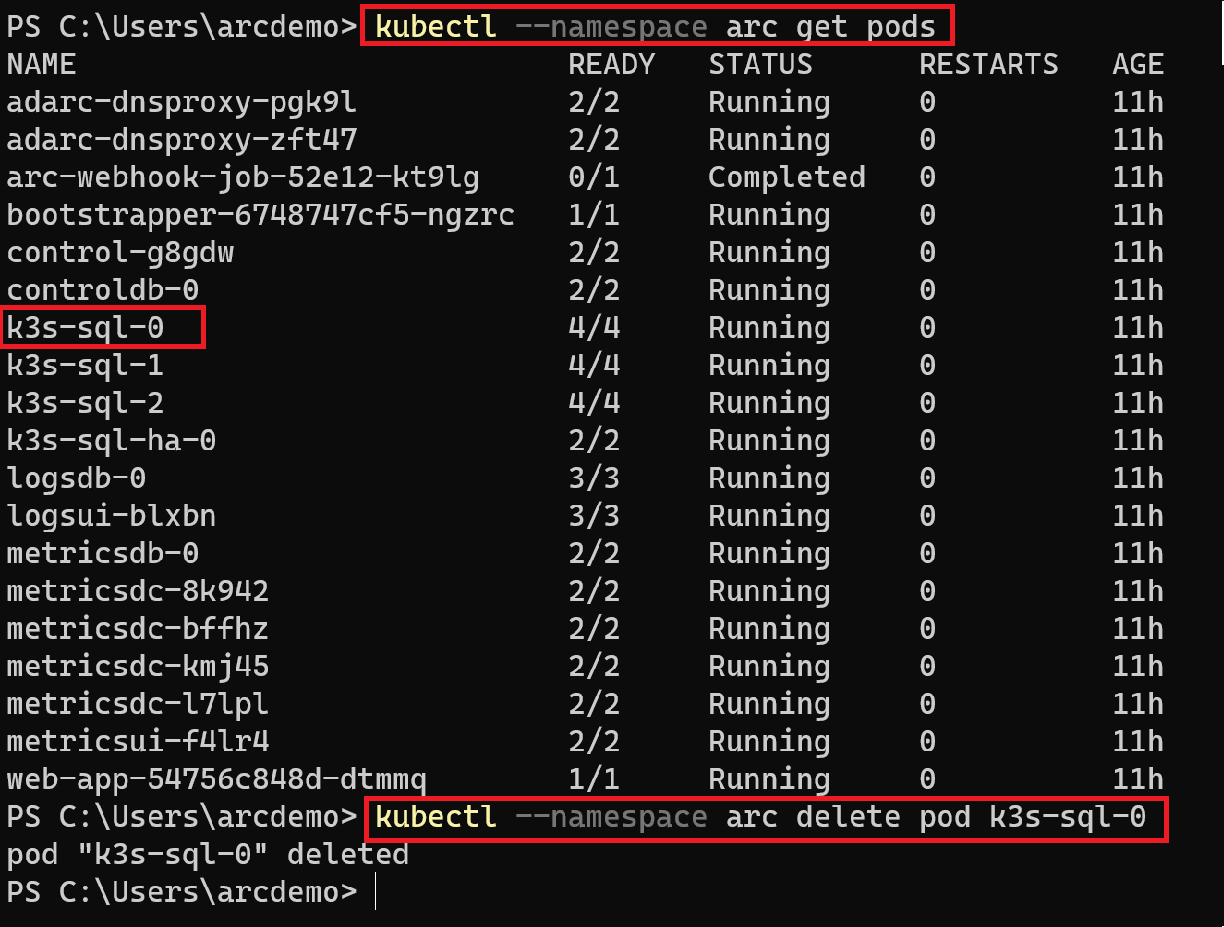 PS C:\Users\arcdemo> kubectl --namespace arc get pods
NAME READY STATUS RESTARTS AGE
adarc-dnsproxy-pgk9l 2/2 Running 0 11h
adarc-dnsproxy-zft47 2/2 Running 0 11h
arc-webhook-job-52e12-kt9lg 0/1 Completed 0 11h
bootstrapper-6748747cf5-ngzrc 1/1 Running 0 11h
control-g8gdw 2/2 Running 0 11h
controldb-0 2/2 Running 0 11h
k3s-sql-0 4/4 Running 0 11h
k3s-sql-1 4/4 Running 0 11h
k3s-sql-2 4/4 Running 0 11h
k3s-sql-ha-0 2/2 Running 0 11h
logsdb-0 3/3 Running 0 11h
logsui-blxbn 3/3 Running 0 11h
metricsdb-0 2/2 Running 0 11h
metricsdc-8k942 2/2 Running 0 11h
metricsdc-bffhz 2/2 Running 0 11h
metricsdc-kmj45 2/2 Running 0 11h
metricsdc-l7lpl 2/2 Running 0 11h
metricsui-f4lr4 2/2 Running 0 11h
web-app-54756c848d-dtmmq 1/1 Running 0 11h
PS C:\Users\arcdemo> kubectl --namespace arc delete pod k3s-sql-0
pod "k3s-sql-0" deleted
PS C:\Users\arcdemo>